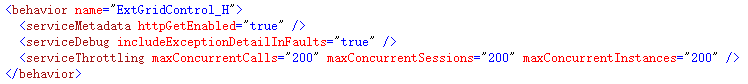 <behavior name="ExtGridControl_H">
  <serviceMetadata httpGetEnabled="true" />
  <serviceDebug includeExceptionDetailInFaults="true" />
  <serviceThrottling maxConcurrentCalls="200" maxConcurrentSessions="200" maxConcurrentInstances="200" />
</behavior>